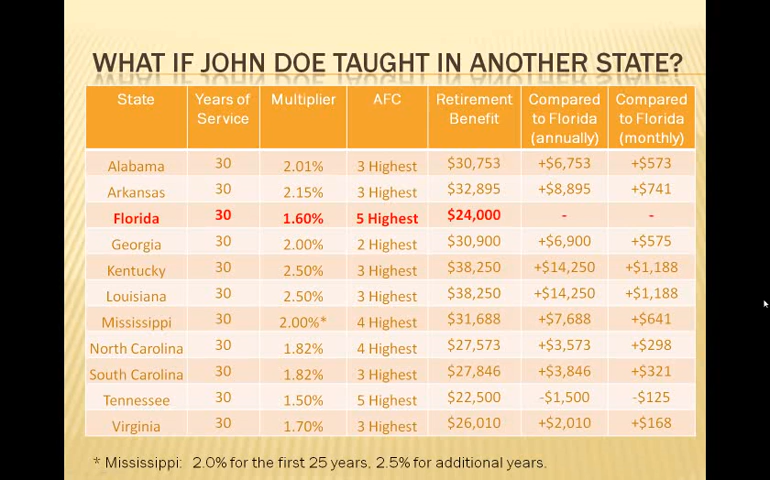 WHAT IF JOHN DOE TAUGHT IN ANOTHER STATE?
State Years of Service Multiplier AFC Retirement Benefit Compared to Florida (annually) Compared to Florida (monthly)
Alabama 30 2.01% 3 Highest $30,753 +$6,753 +$573
Arkansas 30 2.15% 3 Highest $32,895 +$8,895 +$741
Florida 30 1.60% 5 Highest $24,000 - -
Georgia 30 2.00% 2 Highest $30,900 +$6,900 +$575
Kentucky 30 2.50% 3 Highest $38,250 +$14,250 +$1,188
Louisiana 30 2.50% 3 Highest $38,250 +$14,250 +$1,188
Mississippi 30 2.00%* 4 Highest $31,688 +$7,688 +$641
North Carolina 30 1.82% 4 Highest $27,573 +$3,573 +$298
South Carolina 30 1.82% 3 Highest $27,846 +$3,846 +$321
Tennessee 30 1.50% 5 Highest $22,500 -$1,500 -$125
Virginia 30 1.70% 3 Highest $26,010 +$2,010 +$168
* Mississippi: 2.0% for the first 25 years, 2.5% for additional years.